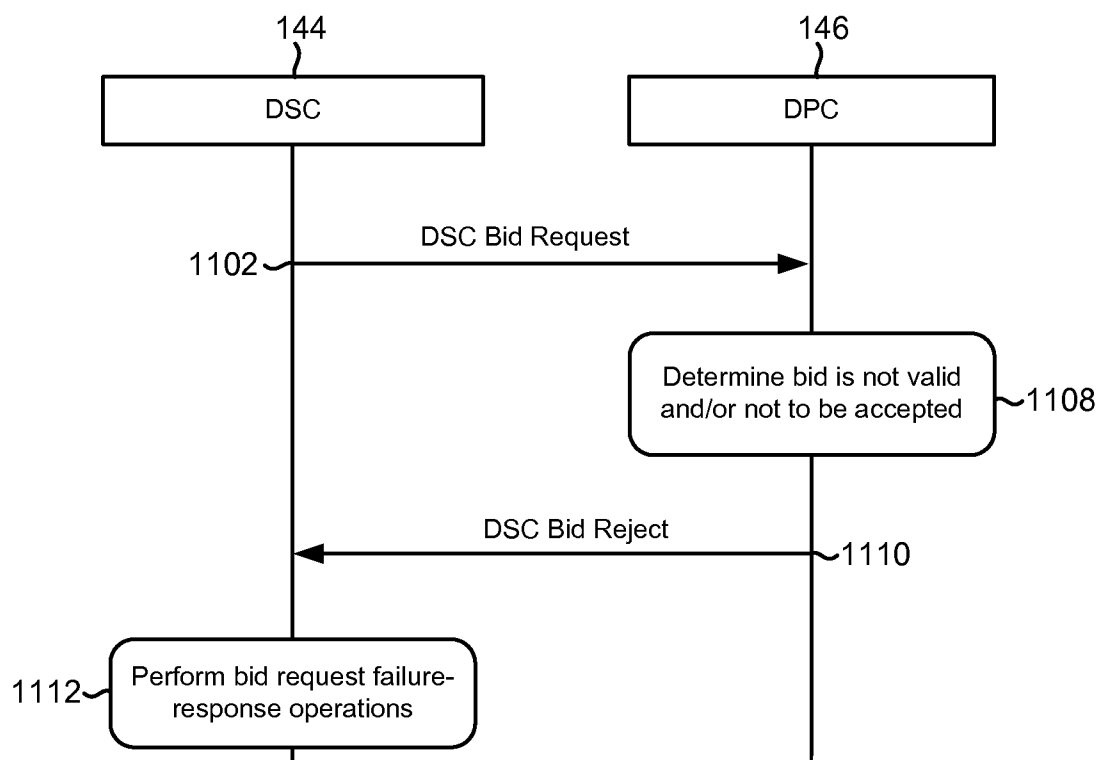 144
146
DSC
DPC
DSC Bid Request
1102
Determine bid is not valid
and/or not to be accepted
1108
DSC Bid Reject
1110
Perform bid request failure-
response operations
1112